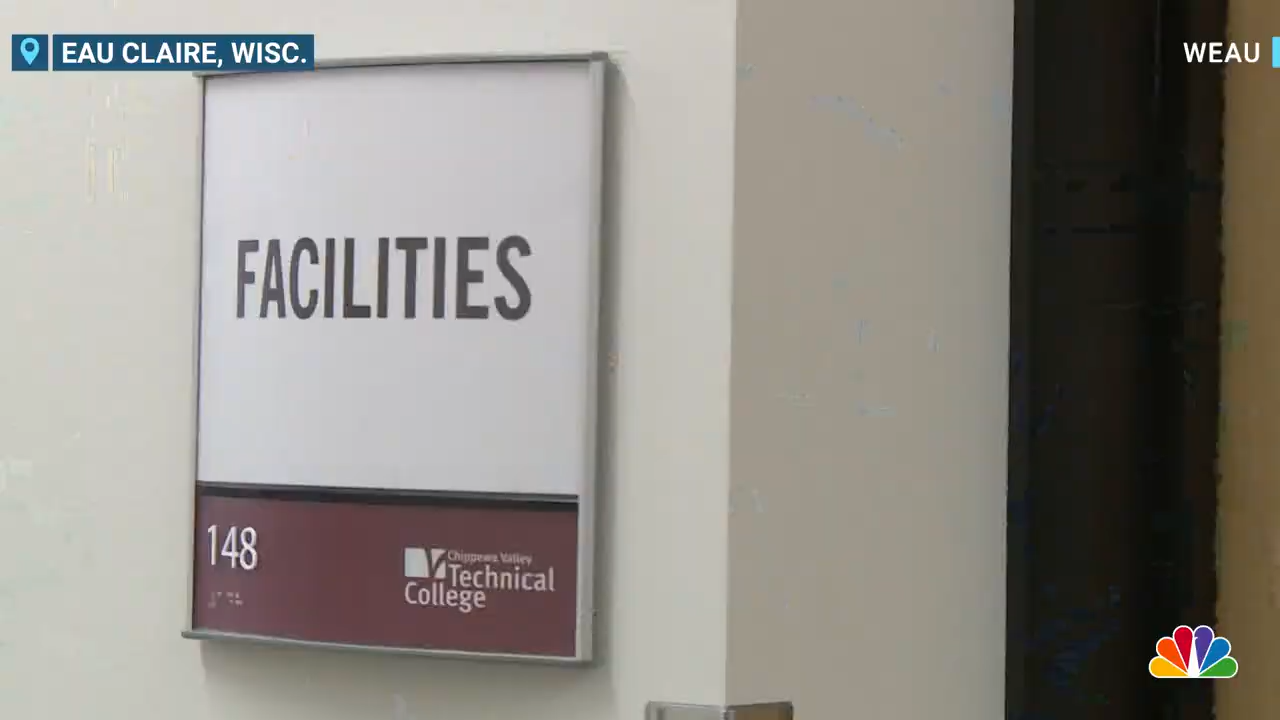 EAU CLAIRE, WISC.
WEAU
FACILITIES
148
Chippewa Valley
Technical
College